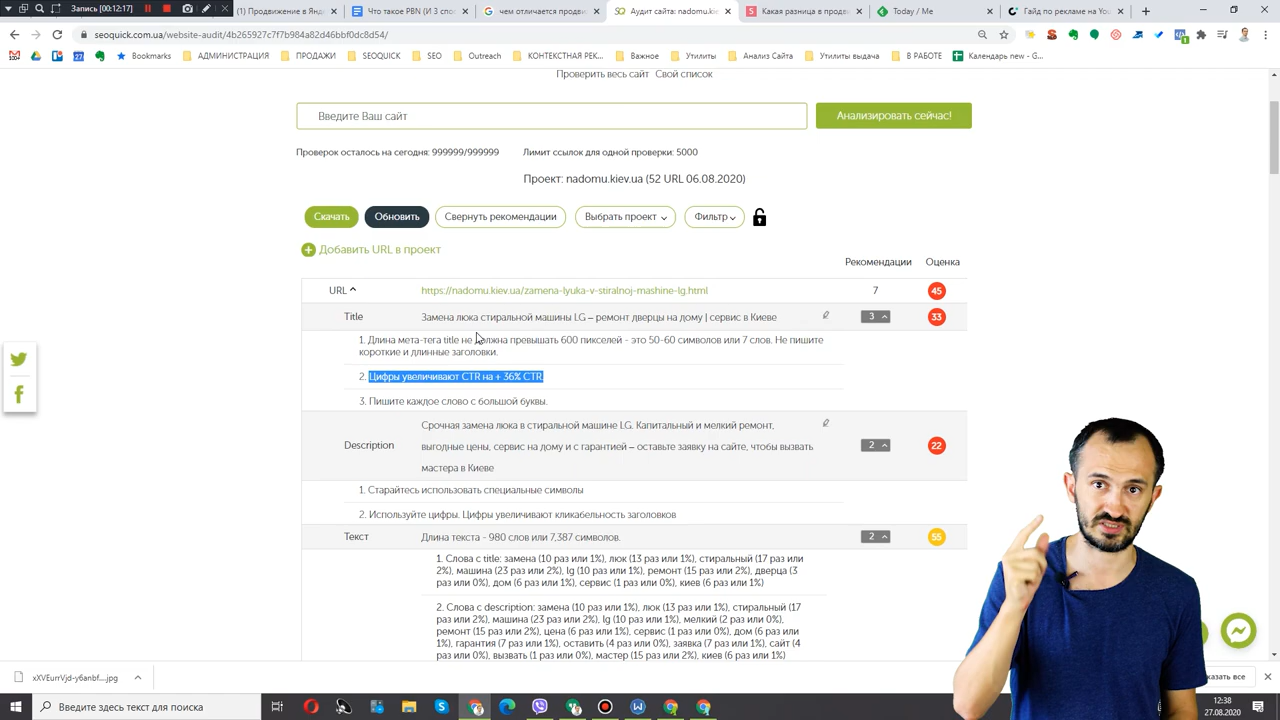 Saving... [00:12:17]
(1) Продвижение в Янд
Что такое PBN (И 3 спос
чем отличается продви
Аудит сайта: nadomu.kie
Какая разница в продв
Today / Me
Гайд по рекламе на You
seoquick.com.ua/website-audit/4b265927c7f7b984a82d46bbf0dc8d54/
Bookmarks
АДМИНИСТРАЦИЯ
ПРОДАЖИ
SEOQUICK
SEO
Outreach
КОНТЕКСТНАЯ РЕК...
Важное
Утилиты
Анализ Сайта
Утилиты выдача
В РАБОТЕ
Календарь new - G...
Проверить весь сайт Свой список
Введите Ваш сайт
Анализировать сейчас!
Проверок осталось на сегодня: 999999/999999
Лимит ссылок для одной проверки: 5000
Проект: nadomu.kiev.ua (52 URL 06.08.2020)
Скачать
Обновить
Свернуть рекомендации
Выбрать проект
Фильтр
Добавить URL в проект
Рекомендации
Оценка
URL
https://nadomu.kiev.ua/zamena-lyuka-v-stiralnoj-mashine-lg.html
7
45
Title
Замена люка стиральной машины LG – ремонт дверцы на дому | сервис в Киеве
3
33
1. Длина мета-тега title не должна превышать 600 пикселей - это 50-60 символов или 7 слов. Не пишите
короткие и длинные заголовки.
2. Цифры увеличивают CTR на + 36% CTR.
3. Пишите каждое слово с большой буквы.
Description
Срочная замена люка в стиральной машине LG. Капитальный и мелкий ремонт,
выгодные цены, сервис на дому и с гарантией – оставьте заявку на сайте, чтобы вызвать
мастера в Киеве
2
22
1. Старайтесь использовать специальные символы
2. Используйте цифры. Цифры увеличивают кликабельность заголовков
Текст
Длина текста - 980 слов или 7,387 символов.
2
55
1. Слова с title: замена (10 раз или 1%), люк (13 раз или 1%), стиральный (17 раз или
2%), машина (23 раз или 2%), lg (10 раз или 1%), ремонт (15 раз или 2%), дверца (3
раз или 0%), дом (6 раз или 1%), сервис (1 раз или 0%), киев (6 раз или 1%)
2. Слова с description: замена (10 раз или 1%), люк (13 раз или 1%), стиральный (17
раз или 2%), машина (23 раз или 2%), lg (10 раз или 1%), мелкий (2 раз или 0%),
ремонт (15 раз или 2%), цена (6 раз или 1%), сервис (1 раз или 0%), дом (6 раз или
1%), гарантия (7 раз или 1%), оставить (4 раз или 0%), заявка (7 раз или 1%), сайт (4
раз или 0%), вызвать (1 раз или 0%), мастер (15 раз или 2%), киев (6 раз или 1%)
xXVEurrVjd-y6anbf....jpg
казать все
Введите здесь текст для поиска
12:38
27.08.2020